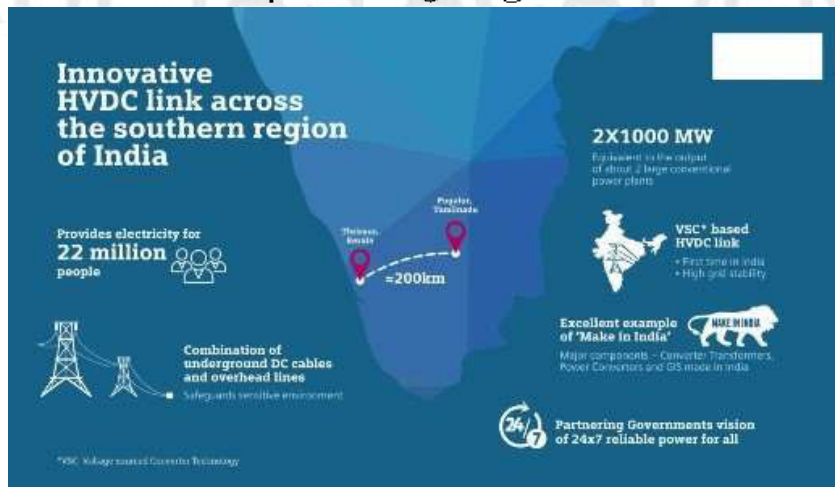 Innovative
HVDC link across
the southern region
of India
Provides electricity for
22 million
people
Combination of
underground DC cables
and overhead lines
Safeguards sensitive environment
*VSC: Voltage sourced Converter Technology
Pugalur,
Tamilnadu
Thrissur,
Kerala
≈200km
2X1000 MW
Equivalent to the output
of about 2 large conventional
power plants
VSC* based
HVDC link
• First time in India
• High grid stability
Excellent example
of 'Make in India'
MAKE IN INDIA
Major components – Converter Transformers,
Power Convertors and GIS made in India
24/7
Partnering Governments vision
of 24x7 reliable power for all